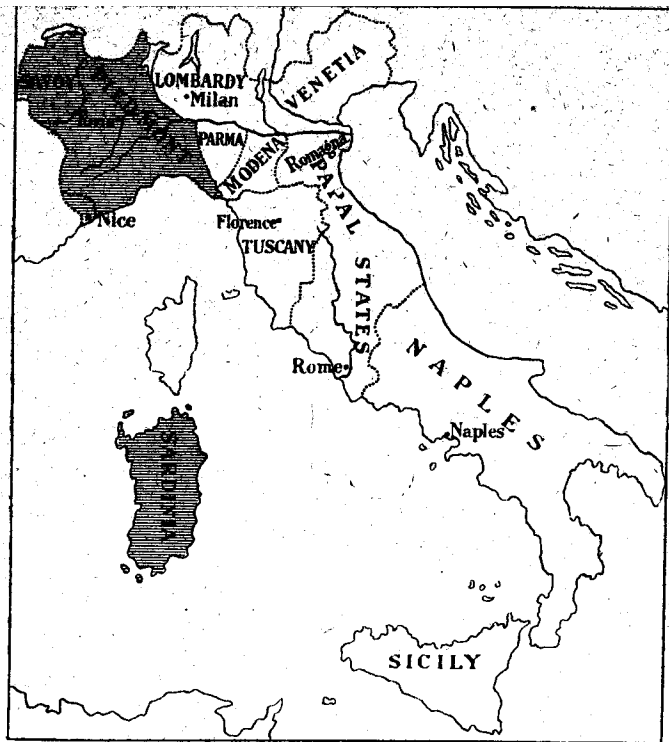 SAVOY
PIEDMONT
LOMBARDY
Milan
VENETIA
PARMA
MODENA
Romagna
PAPAL STATES
Nice
Florence
TUSCANY
Rome
NAPLES
Naples
SARDINIA
SICILY